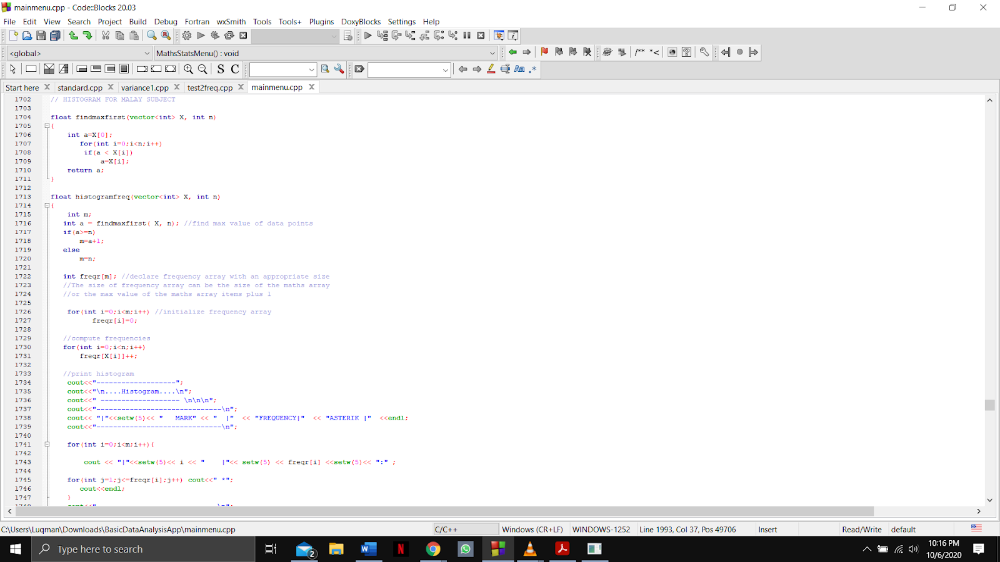 mainmenu.cpp - Code::Blocks 20.03
File Edit View Search Project Build Debug Fortran wxSmith Tools Tools+ Plugins DoxyBlocks Settings Help
<global> MathsStatsMenu() : void
/** *<
S C Aa .*
Start here standard.cpp variance1.cpp test2freq.cpp mainmenu.cpp
1702 // HISTOGRAM FOR MALAY SUBJECT
1703
1704 float findmaxfirst(vector<int> X, int n)
1705 {
1706 int a=X[0];
1707 for(int i=0;i<n;i++)
1708 if(a < X[i])
1709 a=X[i];
1710 return a;
1711 }
1712
1713 float histogramfreq(vector<int> X, int n)
1714 {
1715 int m;
1716 int a = findmaxfirst( X, n); //find max value of data points
1717 if(a>=n)
1718 m=a+1;
1719 else
1720 m=n;
1721
1722 int freqr[m]; //declare frequency array with an appropriate size
1723 //The size of frequency array can be the size of the maths array
1724 //or the max value of the maths array items plus 1
1725
1726 for(int i=0;i<m;i++) //initialize frequency array
1727 freqr[i]=0;
1728
1729 //compute frequencies
1730 for(int i=0;i<n;i++)
1731 freqr[X[i]]++;
1732
1733 //print histogram
1734 cout<<"-------------------";
1735 cout<<"\n....Histogram....\n";
1736 cout<<" ------------------- \n\n\n";
1737 cout<<"------------------------------\n";
1738 cout<< "|"<<setw(5)<< "   MARK" << "  |"  << "FREQUENCY|"  << "ASTERIK |"  <<endl;
1739 cout<<"------------------------------\n";
1740
1741 for(int i=0;i<m;i++){
1742
1743 cout << "|"<<setw(5)<< i << "    |"<< setw(5) << freqr[i] <<setw(5)<< ":" ;
1744
1745 for(int j=1;j<=freqr[i];j++) cout<<" *";
1746 cout<<endl;
1747 }
C:\Users\Luqman\Downloads\BasicDataAnalysisApp\mainmenu.cpp C/C++ Windows (CR+LF) WINDOWS-1252 Line 1993, Col 37, Pos 49706 Insert Read/Write default
Type here to search 2 W N 10:16 PM
10/6/2020